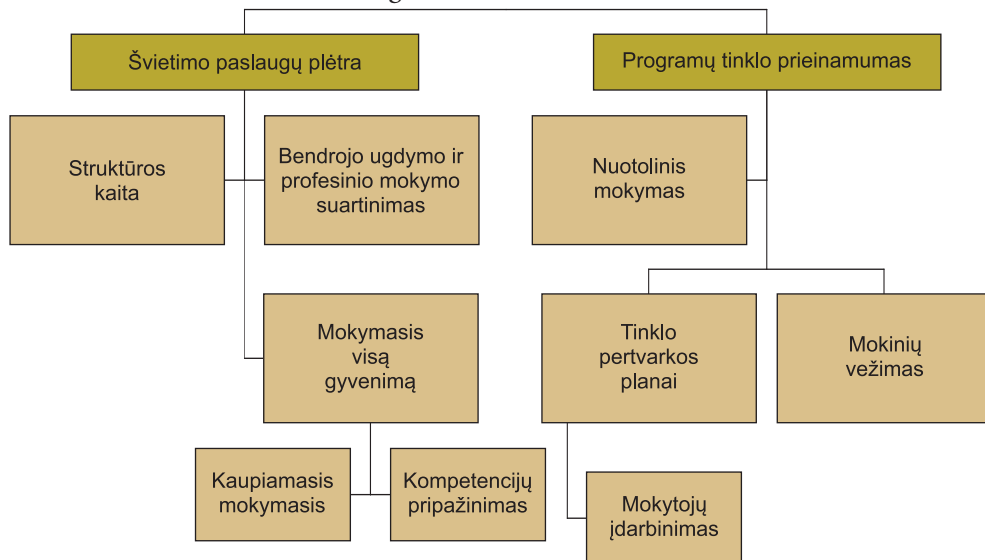 Švietimo paslaugų plėtra
Programų tinklo prieinamumas
Struktūros
kaita
Bendrojo ugdymo ir
profesinio mokymo
suartinimas
Nuotolinis
mokymas
Mokymasis
visą
gyvenimą
Tinklo
pertvarkos
planai
Mokinių
vežimas
Kaupiamasis
mokymasis
Kompetencijų
pripažinimas
Mokytojų
įdarbinimas